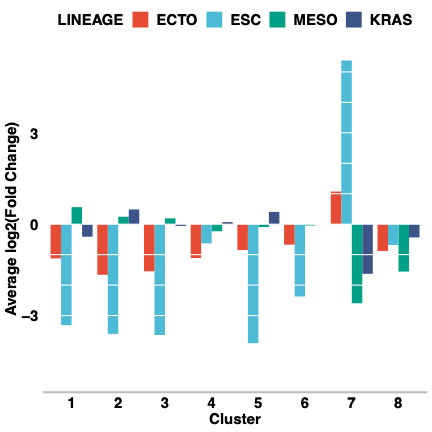 LINEAGE ECTO ESC MESO KRAS
Average log2(Fold Change)
3
0
−3
1 2 3 4 5 6 7 8
Cluster